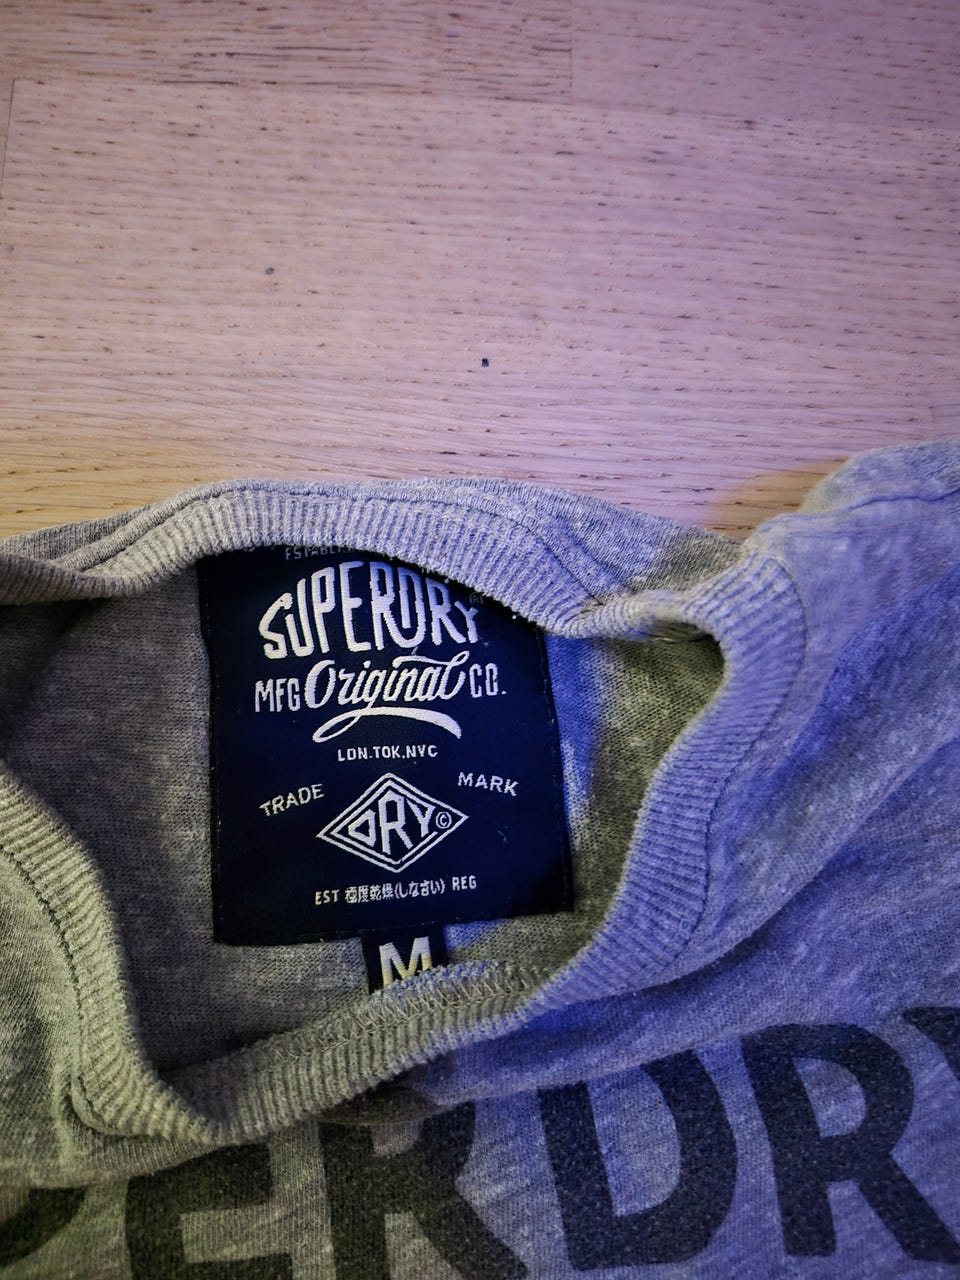 SUPERDRY
MFG Original CO.
LDN.TOK.NYC
TRADE MARK
DRY©
EST 極度乾燥(しなさい) REG
M
PERDRY